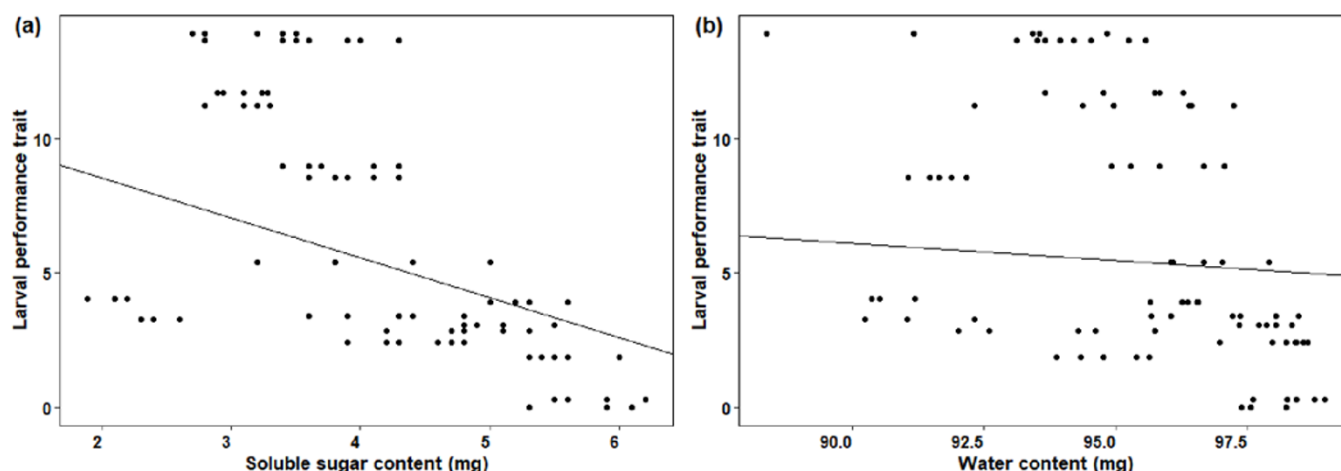 (a)
Larval performance trait
10
5
0
2 3 4 5 6
Soluble sugar content (mg)
(b)
Larval performance trait
10
5
0
90.0 92.5 95.0 97.5
Water content (mg)